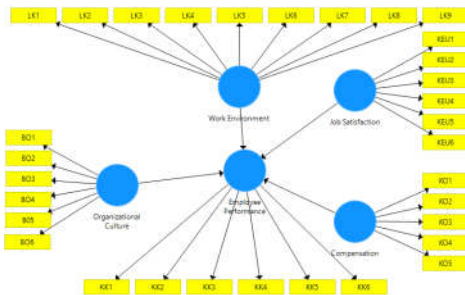 LK1 LK2 LK3 LK4 LK5 LK6 LK7 LK8 LK9
KEU1
KEU2
KEU3
KEU4
KEU5
KEU6
Work Environment
Job Satisfaction
BO1
BO2
BO3
BO4
BO5
BO6
Organizational
Culture
Employee
Performance
KO1
KO2
KO3
KO4
KO5
Compensation
KK1 KK2 KK3 KK4 KK5 KK6